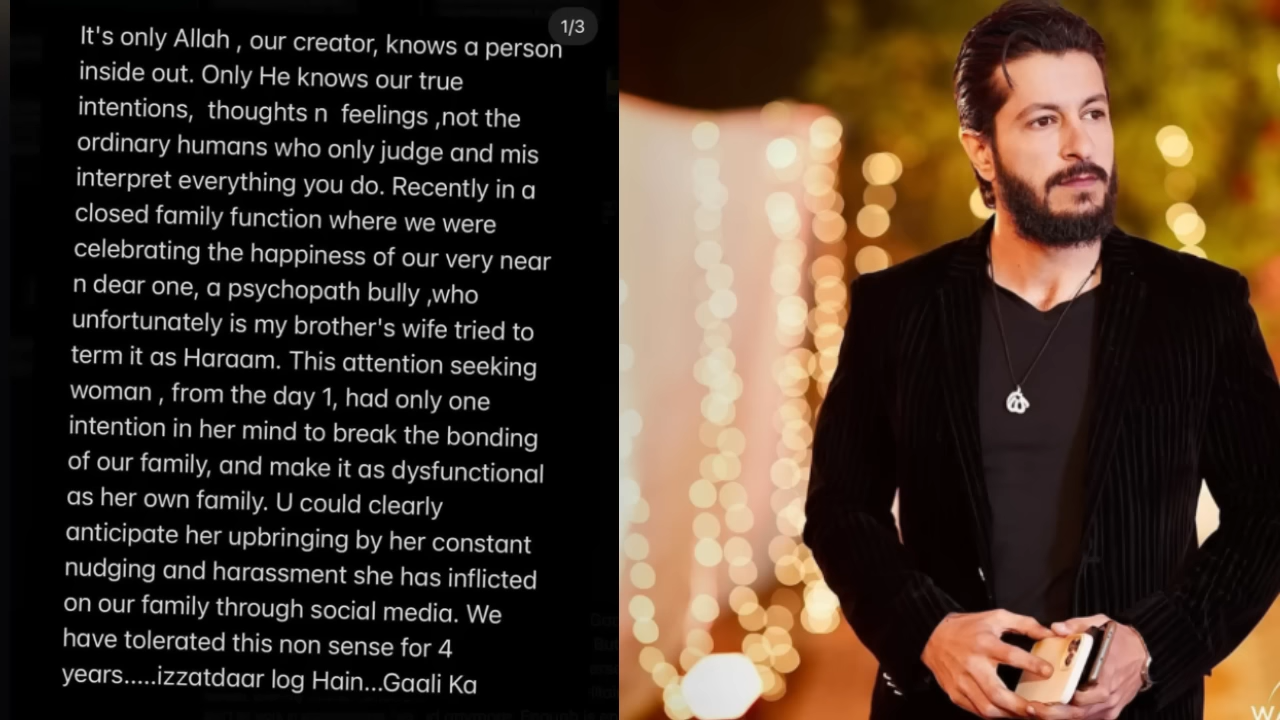 1/3
It's only Allah , our creator, knows a person
inside out. Only He knows our true
intentions,  thoughts n  feelings ,not the
ordinary humans who only judge and mis
interpret everything you do. Recently in a
closed family function where we were
celebrating the happiness of our very near
n dear one, a psychopath bully ,who
unfortunately is my brother's wife tried to
term it as Haraam. This attention seeking
woman , from the day 1, had only one
intention in her mind to break the bonding
of our family, and make it as dysfunctional
as her own family. U could clearly
anticipate her upbringing by her constant
nudging and harassment she has inflicted
on our family through social media. We
have tolerated this non sense for 4
years.....izzatdaar log Hain...Gaali Ka